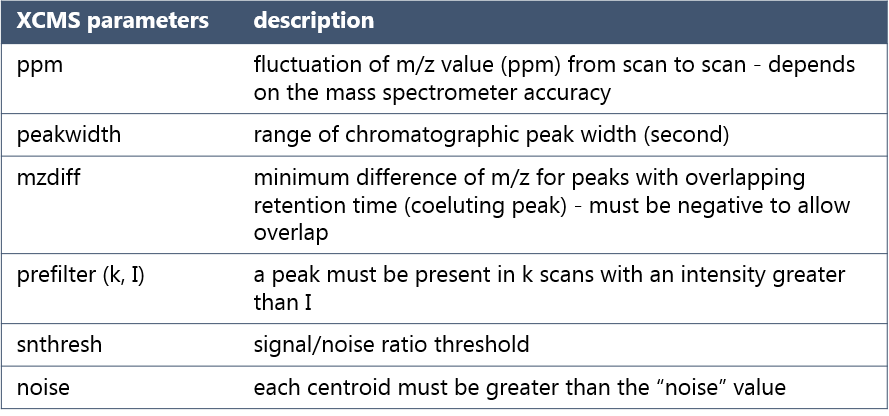 XCMS parameters description
ppm fluctuation of m/z value (ppm) from scan to scan - depends
on the mass spectrometer accuracy
peakwidth range of chromatographic peak width (second)
mzdiff minimum difference of m/z for peaks with overlapping
retention time (coeluting peak) - must be negative to allow
overlap
prefilter (k, I) a peak must be present in k scans with an intensity greater
than I
snthresh signal/noise ratio threshold
noise each centroid must be greater than the “noise” value